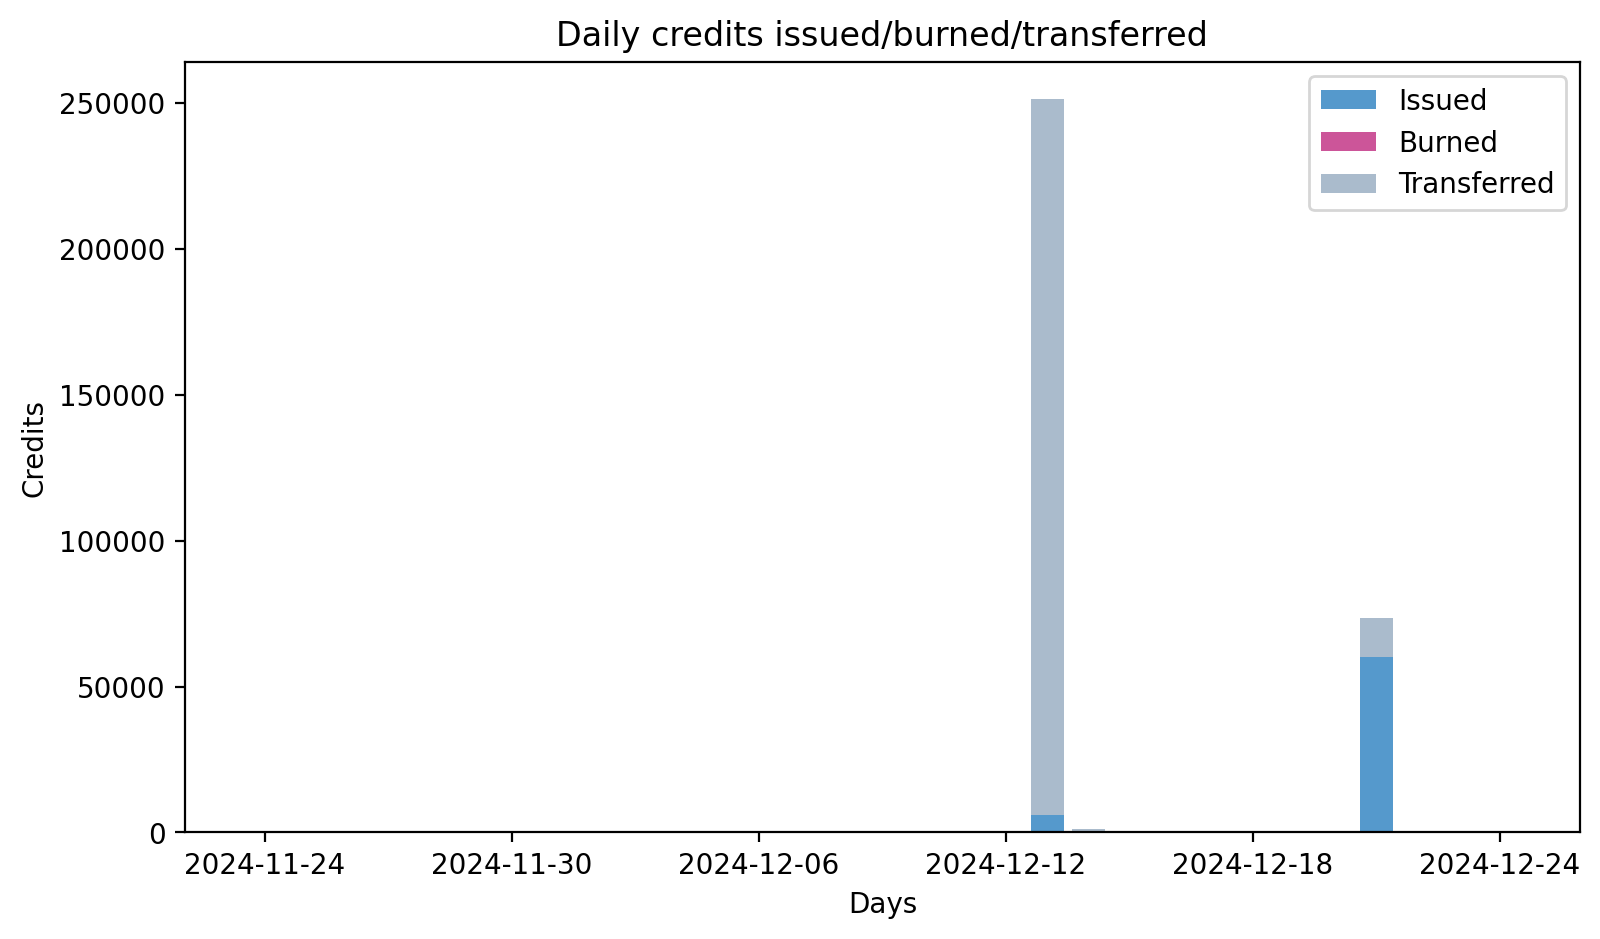 Daily credits issued/burned/transferred
Issued
Burned
Transferred
250000
200000
150000
100000
50000
0
Credits
2024-11-24
2024-11-30
2024-12-06
2024-12-12
2024-12-18
2024-12-24
Days